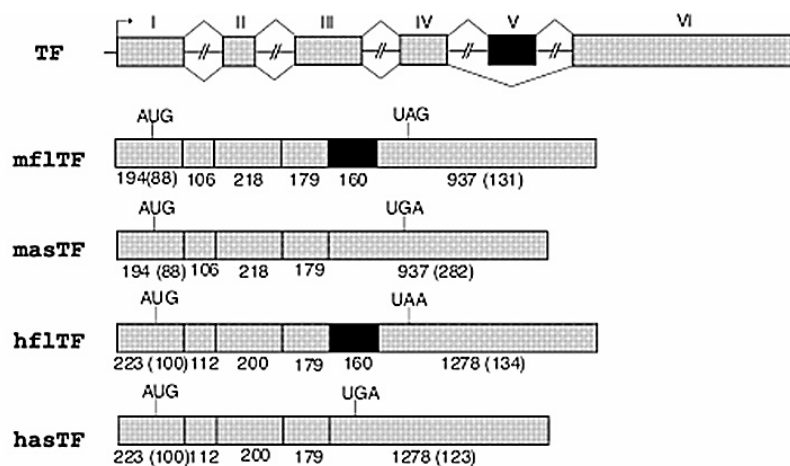 I II III IV V VI
TF
AUG UAG
mflTF
194(88) 106 218 179 160 937 (131)
AUG UGA
masTF
194 (88) 106 218 179 937 (282)
AUG UAA
hflTF
223 (100) 112 200 179 160 1278 (134)
AUG UGA
hasTF
223 (100) 112 200 179 1278 (123)